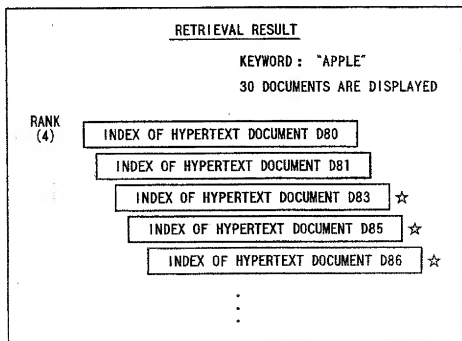 RETRIEVAL RESULT
KEYWORD : "APPLE"
30 DOCUMENTS ARE DISPLAYED
RANK
(4)
INDEX OF HYPERTEXT DOCUMENT D80
INDEX OF HYPERTEXT DOCUMENT D81
INDEX OF HYPERTEXT DOCUMENT D83 ☆
INDEX OF HYPERTEXT DOCUMENT D85 ☆
INDEX OF HYPERTEXT DOCUMENT D86 ☆